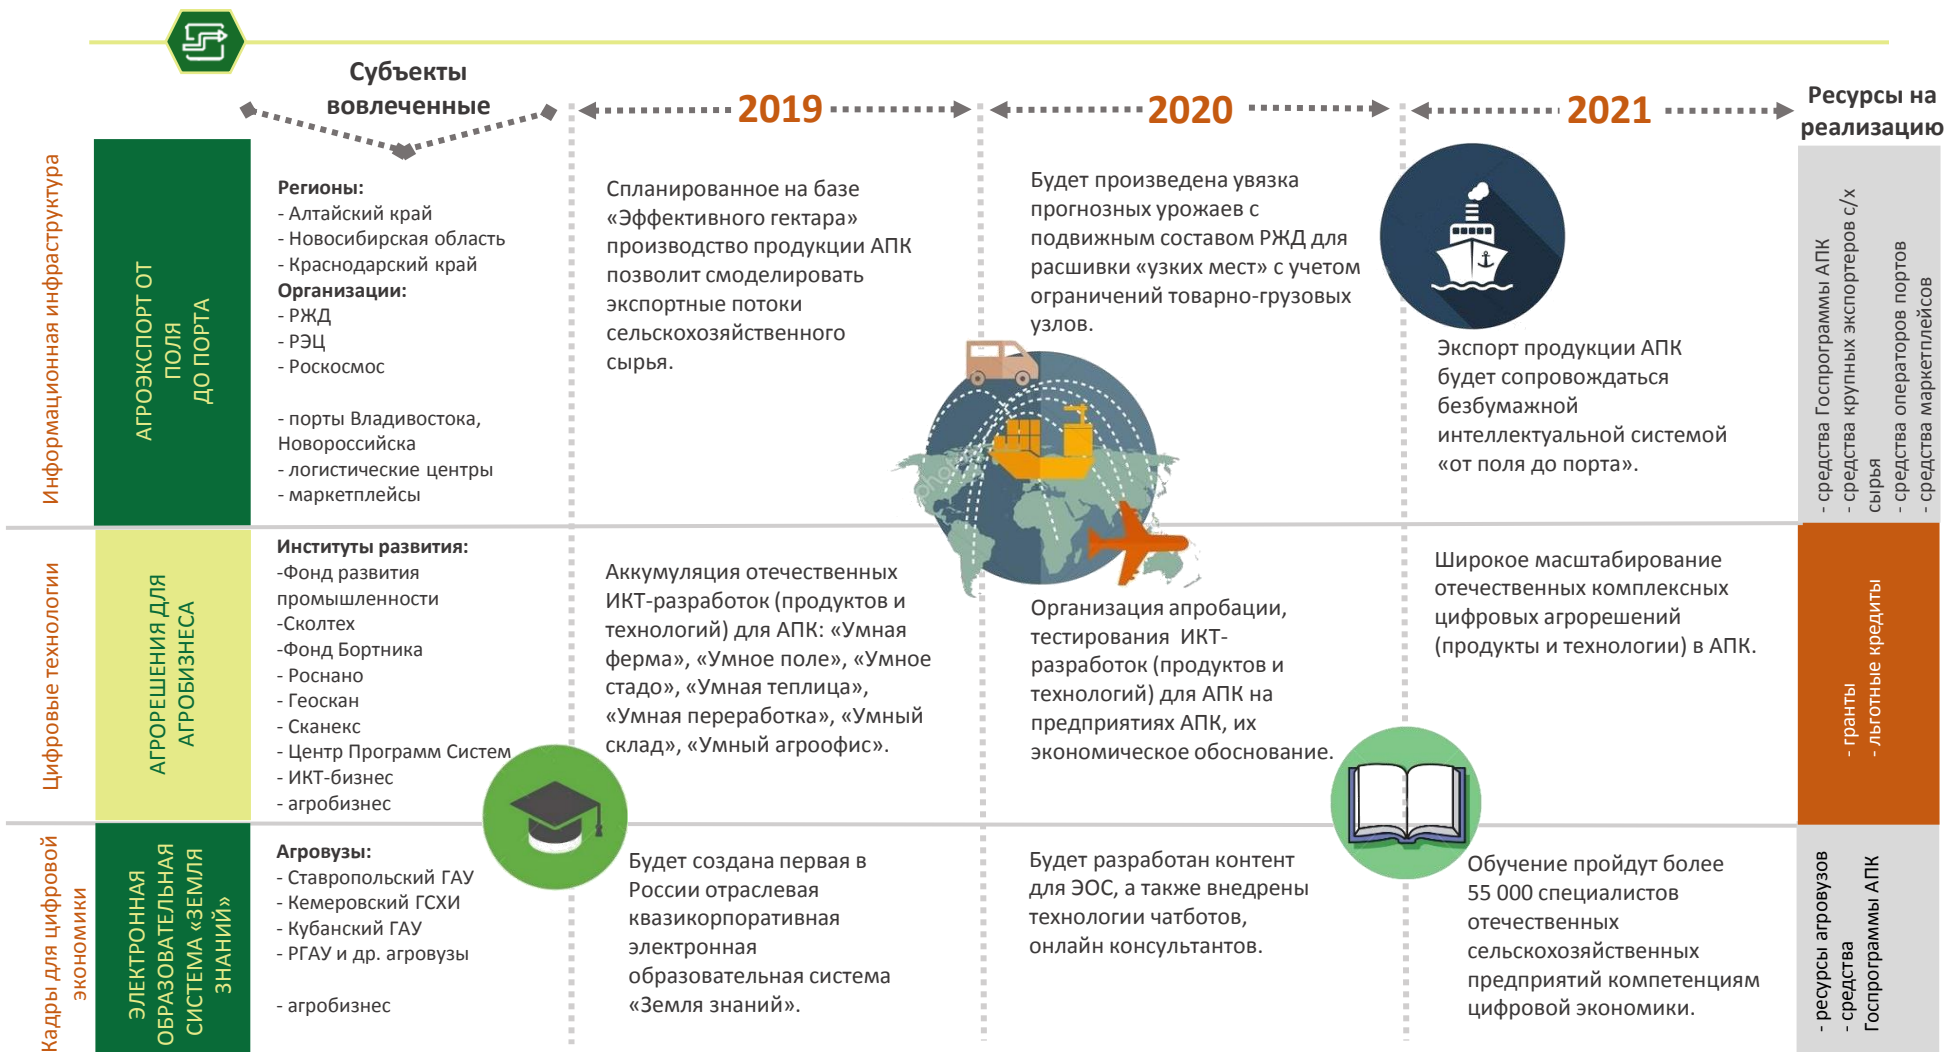 Субъекты
вовлеченные
2019
2020
2021
Ресурсы на
реализацию
Информационная инфраструктура
АГРОЭКСПОРТ ОТ
ПОЛЯ
ДО ПОРТА
Регионы:
- Алтайский край
- Новосибирская область
- Краснодарский край
Организации:
- РЖД
- РЭЦ
- Роскосмос
- порты Владивостока,
Новороссийска
- логистические центры
- маркетплейсы
Спланированное на базе
«Эффективного гектара»
производство продукции АПК
позволит смоделировать
экспортные потоки
сельскохозяйственного
сырья.
Будет произведена увязка
прогнозных урожаев с
подвижным составом РЖД для
расшивки «узких мест» с учетом
ограничений товарно-грузовых
узлов.
Экспорт продукции АПК
будет сопровождаться
безбумажной
интеллектуальной системой
«от поля до порта».
- средства Госпрограммы АПК
- средства крупных экспортеров с/х
сырья
- средства операторов портов
- средства маркетплейсов
Цифровые технологии
АГРОРЕШЕНИЯ ДЛЯ
АГРОБИЗНЕСА
Институты развития:
-Фонд развития
промышленности
-Сколтех
-Фонд Бортника
- Роснано
- Геоскан
- Сканекс
- Центр Программ Систем
- ИКТ-бизнес
- агробизнес
Аккумуляция отечественных
ИКТ-разработок (продуктов и
технологий) для АПК: «Умная
ферма», «Умное поле», «Умное
стадо», «Умная теплица»,
«Умная переработка», «Умный
склад», «Умный агроофис».
Организация апробации,
тестирования ИКТ-
разработок (продуктов и
технологий) для АПК на
предприятиях АПК, их
экономическое обоснование.
Широкое масштабирование
отечественных комплексных
цифровых агрорешений
(продукты и технологии) в АПК.
- гранты
- льготные кредиты
Кадры для цифровой
экономики
ЭЛЕКТРОННАЯ
ОБРАЗОВАТЕЛЬНАЯ
СИСТЕМА «ЗЕМЛЯ
ЗНАНИЙ»
Агровузы:
- Ставропольский ГАУ
- Кемеровский ГСХИ
- Кубанский ГАУ
- РГАУ и др. агровузы
- агробизнес
Будет создана первая в
России отраслевая
квазикорпоративная
электронная
образовательная система
«Земля знаний».
Будет разработан контент
для ЭОС, а также внедрены
технологии чатботов,
онлайн консультантов.
Обучение пройдут более
55 000 специалистов
отечественных
сельскохозяйственных
предприятий компетенциям
цифровой экономики.
- ресурсы агровузов
- средства
Госпрограммы АПК